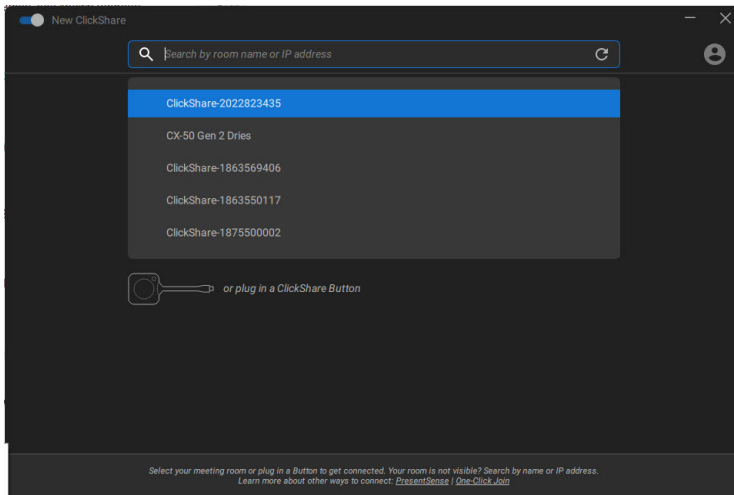 New ClickShare
Search by room name or IP address
ClickShare-2022823435
CX-50 Gen 2 Dries
ClickShare-1863569406
ClickShare-1863550117
ClickShare-1875500002
or plug in a ClickShare Button
Select your meeting room or plug in a Button to get connected. Your room is not visible? Search by name or IP address.
Learn more about other ways to connect: PresentSense | One-Click Join